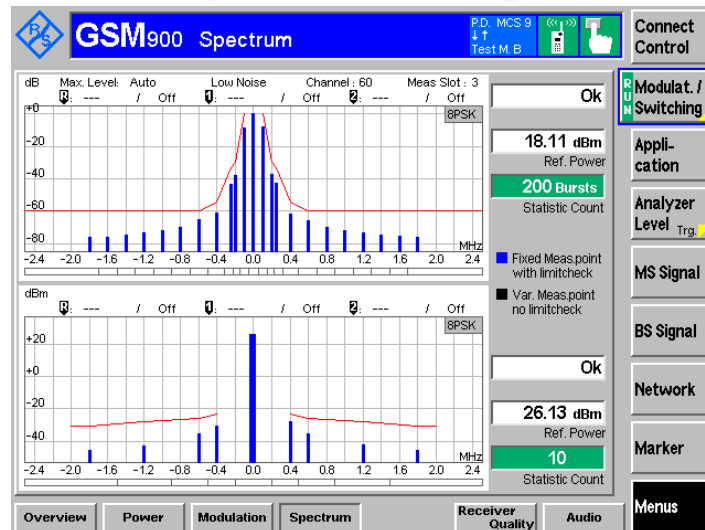 R/S
GSM900 Spectrum
P.D. MCS 9
Test M. B
Connect
Control
dB Max. Level: Auto Low Noise Channel : 60 Meas Slot : 3
R: --- / Off 1: --- / Off 2: --- / Off
8PSK
+0
-20
-40
-60
-80
MHz
-2.4 -2.0 -1.6 -1.2 -0.8 -0.4 0.0 0.4 0.8 1.2 1.6 2.0 2.4
Ok
18.11 dBm
Ref. Power
200 Bursts
Statistic Count
Fixed Meas.point
with limitcheck
Var. Meas.point
no limitcheck
dBm
R: --- / Off 1: --- / Off 2: --- / Off
8PSK
+20
+0
-20
-40
MHz
-2.4 -2.0 -1.6 -1.2 -0.8 -0.4 0.0 0.4 0.8 1.2 1.6 2.0 2.4
Ok
26.13 dBm
Ref. Power
10
Statistic Count
RUN
Modulat. /
Switching
Appli-
cation
Analyzer
Level Trg.
MS Signal
BS Signal
Network
Marker
Menus
Overview Power Modulation Spectrum Receiver
Quality Audio